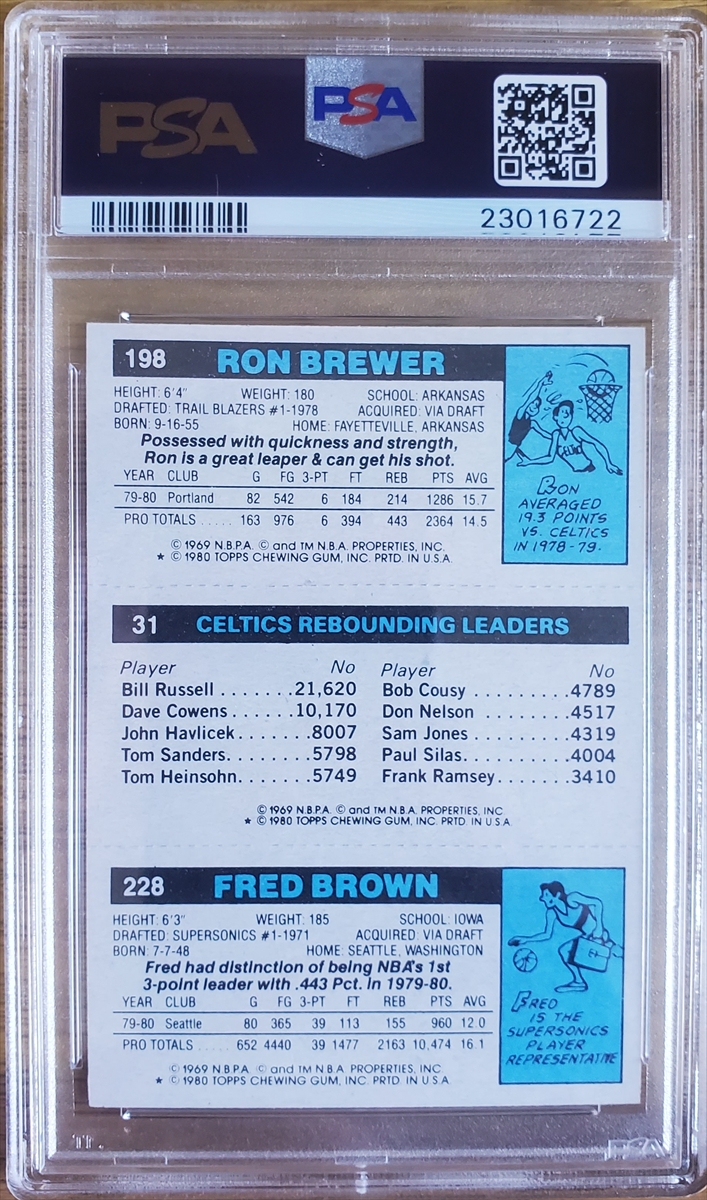 PSA
PSA
23016722
198 RON BREWER
HEIGHT: 6'4" WEIGHT: 180 SCHOOL: ARKANSAS
DRAFTED: TRAIL BLAZERS #1-1978 ACQUIRED: VIA DRAFT
BORN: 9-16-55 HOME: FAYETTEVILLE, ARKANSAS
Possessed with quickness and strength,
Ron is a great leaper & can get his shot.
YEAR CLUB G FG 3-PT FT REB PTS AVG
79-80 Portland 82 542 6 184 214 1286 15.7
PRO TOTALS ..... 163 976 6 394 443 2364 14.5
© 1969 N.B.P.A. © and TM N.B.A. PROPERTIES, INC.
★ © 1980 TOPPS CHEWING GUM, INC. PRTD. IN U.S.A.
RON
AVERAGED
19.3 POINTS
VS. CELTICS
IN 1978-79.
31 CELTICS REBOUNDING LEADERS
Player No Player No
Bill Russell .......21,620 Bob Cousy .........4789
Dave Cowens ......10,170 Don Nelson ........4517
John Havlicek.......8007 Sam Jones ........4319
Tom Sanders.......5798 Paul Silas.........4004
Tom Heinsohn.......5749 Frank Ramsey.......3410
© 1969 N.B.P.A. © and TM N.B.A. PROPERTIES, INC
★ © 1980 TOPPS CHEWING GUM, INC. PRTD IN U.S.A.
228 FRED BROWN
HEIGHT: 6'3" WEIGHT: 185 SCHOOL: IOWA
DRAFTED: SUPERSONICS #1-1971 ACQUIRED: VIA DRAFT
BORN: 7-7-48 HOME: SEATTLE, WASHINGTON
Fred had distinction of being NBA's 1st
3-point leader with .443 Pct. in 1979-80.
YEAR CLUB G FG 3-PT FT REB PTS AVG
79-80 Seattle 80 365 39 113 155 960 12.0
PRO TOTALS ..... 652 4440 39 1477 2163 10,474 16.1
© 1969 N.B.P.A. © and TM N.B.A. PROPERTIES, INC
★ © 1980 TOPPS CHEWING GUM, INC. PRTD. IN U.S.A.
FRED
IS THE
SUPERSONICS
PLAYER
REPRESENTATIVE
PSA